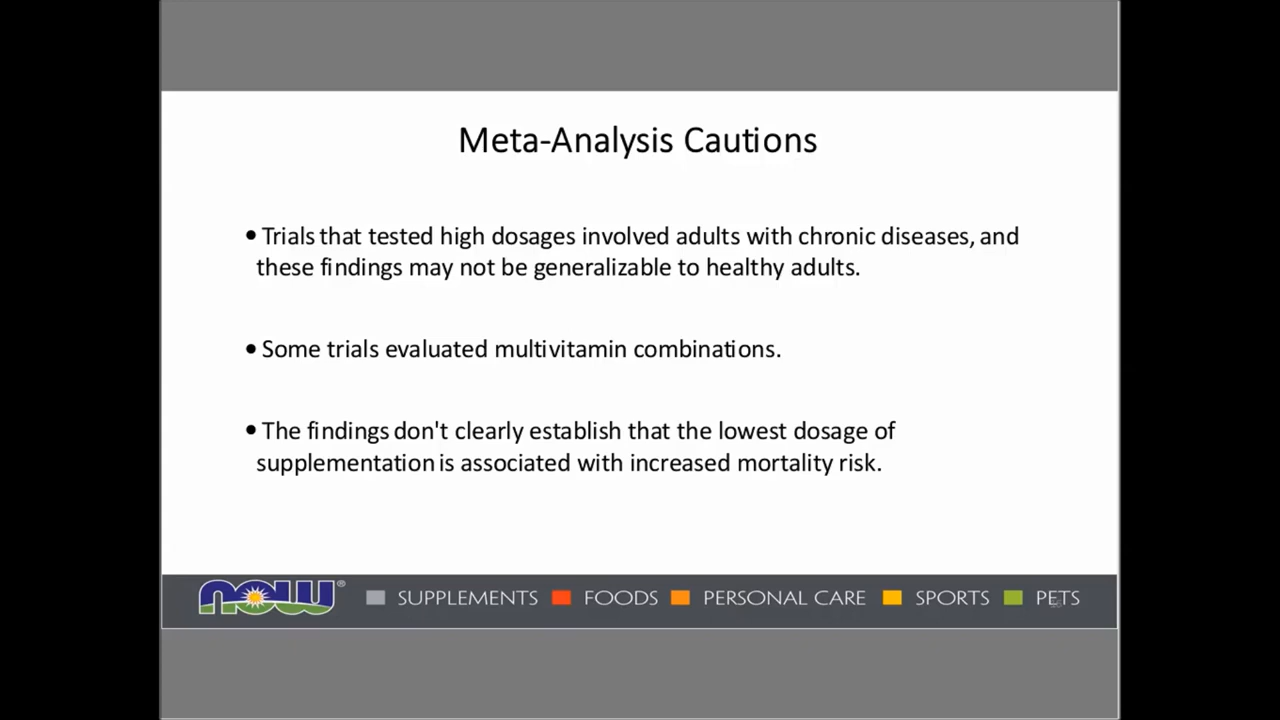 Meta-Analysis Cautions
• Trials that tested high dosages involved adults with chronic diseases, and
these findings may not be generalizable to healthy adults.
• Some trials evaluated multivitamin combinations.
• The findings don't clearly establish that the lowest dosage of
supplementation is associated with increased mortality risk.
now® SUPPLEMENTS FOODS PERSONAL CARE SPORTS PETS